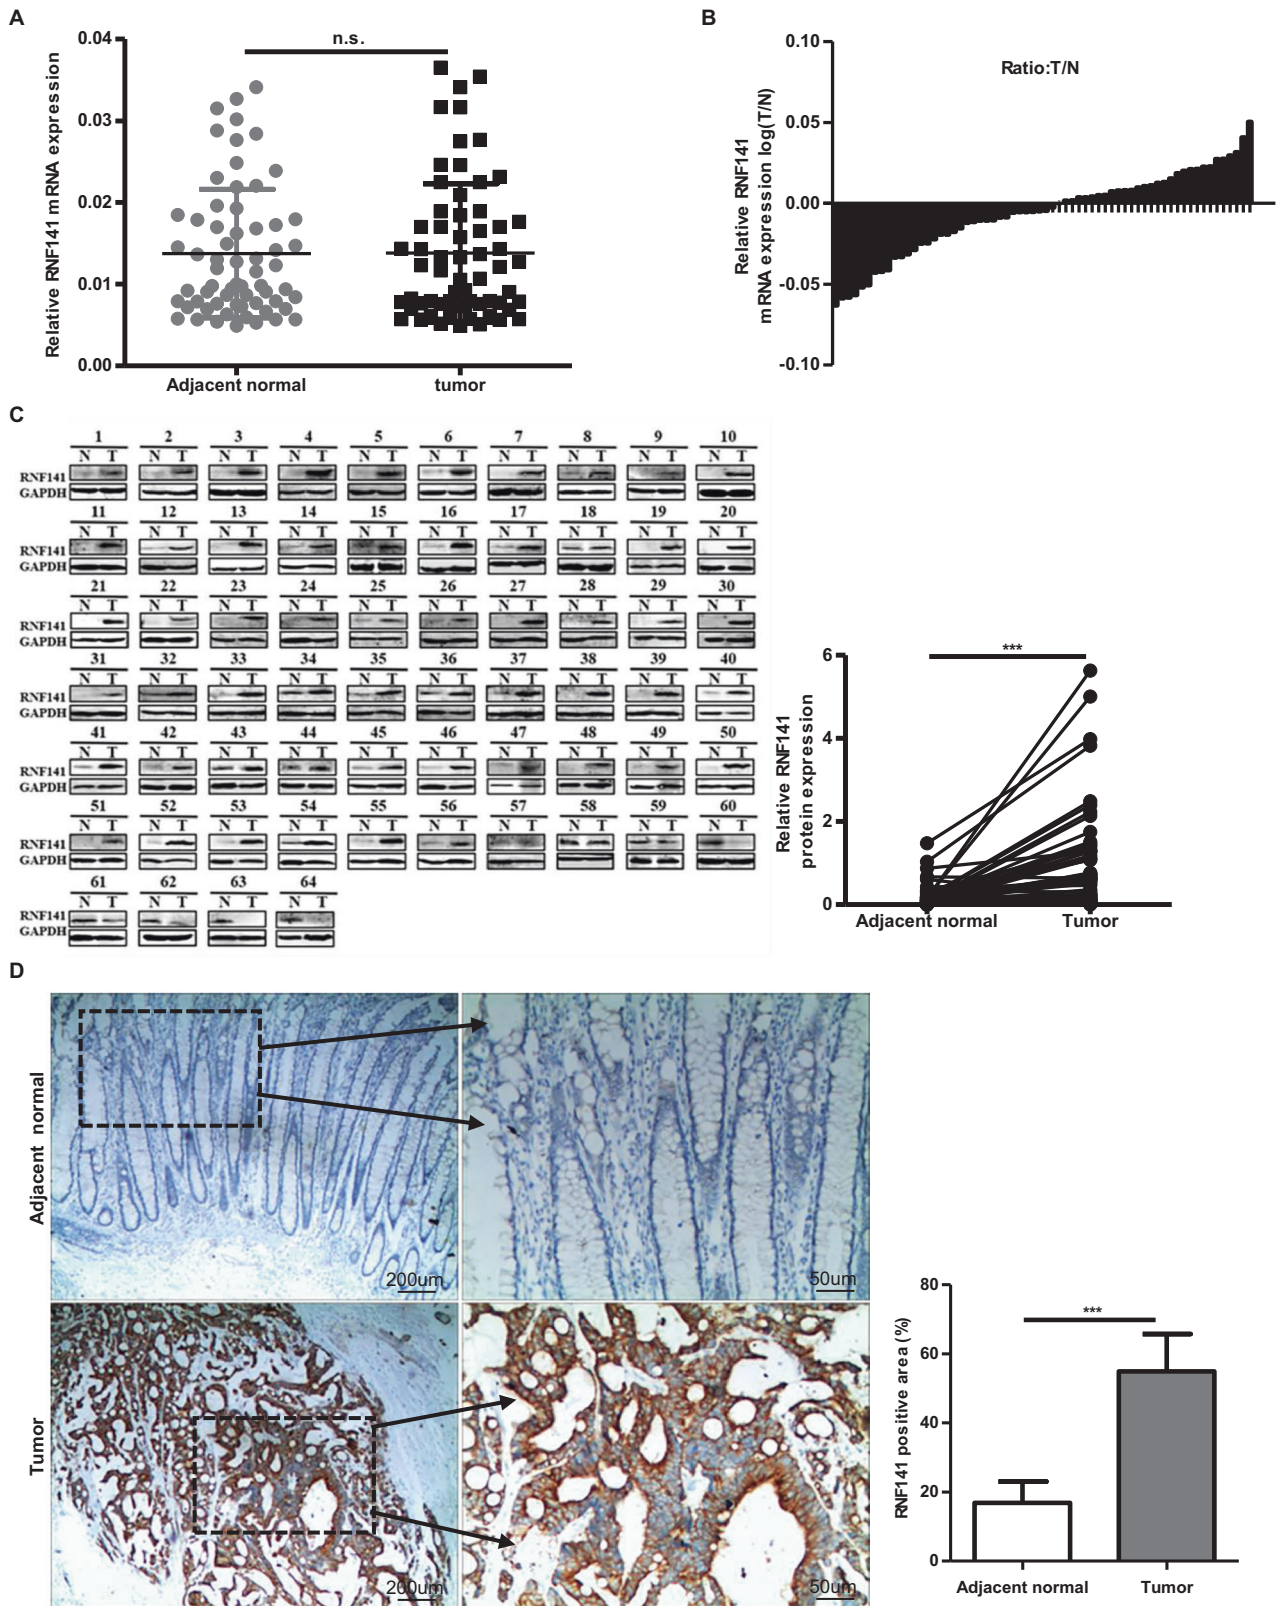 A
Relative RNF141 mRNA expression
0.04
0.03
0.02
0.01
0.00
n.s.
Adjacent normal
tumor
B
Relative RNF141
mRNA expression log(T/N)
0.10
0.05
0.00
-0.05
-0.10
Ratio:T/N
C
1 2 3 4 5 6 7 8 9 10
N T N T N T N T N T N T N T N T N T N T
RNF141
GAPDH
11 12 13 14 15 16 17 18 19 20
N T N T N T N T N T N T N T N T N T N T
RNF141
GAPDH
21 22 23 24 25 26 27 28 29 30
N T N T N T N T N T N T N T N T N T N T
RNF141
GAPDH
31 32 33 34 35 36 37 38 39 40
N T N T N T N T N T N T N T N T N T N T
RNF141
GAPDH
41 42 43 44 45 46 47 48 49 50
N T N T N T N T N T N T N T N T N T N T
RNF141
GAPDH
51 52 53 54 55 56 57 58 59 60
N T N T N T N T N T N T N T N T N T N T
RNF141
GAPDH
61 62 63 64
N T N T N T N T
RNF141
GAPDH
Relative RNF141
protein expression
6
4
2
0
***
Adjacent normal
Tumor
D
Adjacent normal
200um
50um
Tumor
200um
50um
RNF141 positive area (%)
80
60
40
20
0
***
Adjacent normal
Tumor